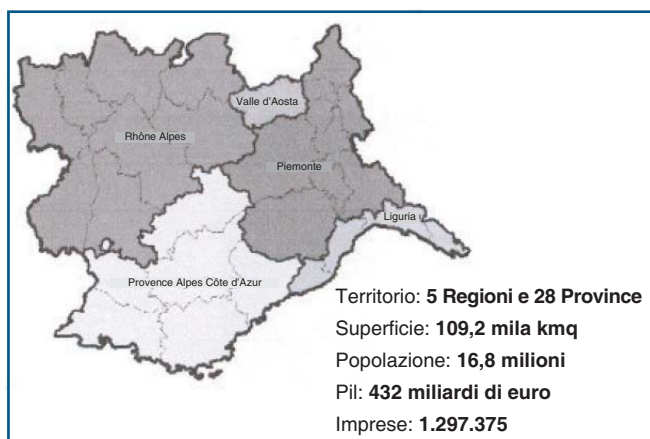 Valle d'Aosta
Rhône Alpes
Piemonte
Liguria
Provence Alpes Côte d'Azur
Territorio: 5 Regioni e 28 Province
Superficie: 109,2 mila kmq
Popolazione: 16,8 milioni
Pil: 432 miliardi di euro
Imprese: 1.297.375